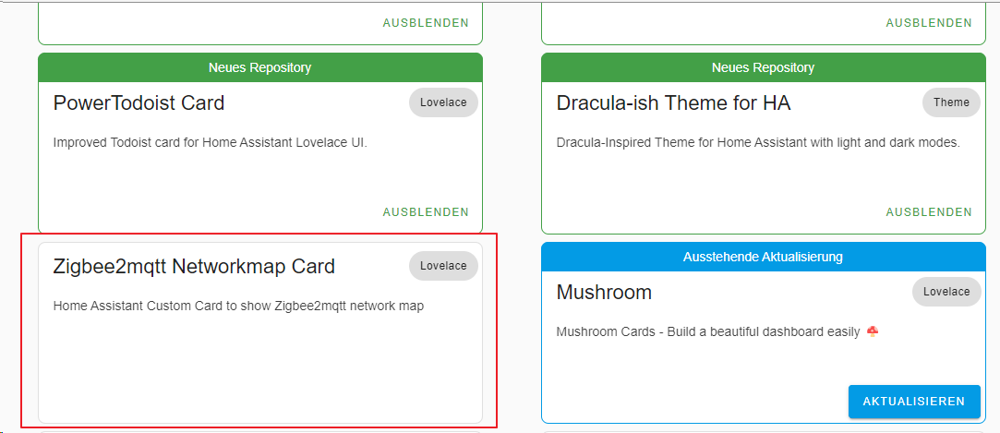 AUSBLENDEN
AUSBLENDEN
Neues Repository
PowerTodoist Card
Lovelace
Improved Todoist card for Home Assistant Lovelace UI.
AUSBLENDEN
Neues Repository
Dracula-ish Theme for HA
Theme
Dracula-Inspired Theme for Home Assistant with light and dark modes.
AUSBLENDEN
Zigbee2mqtt Networkmap Card
Lovelace
Home Assistant Custom Card to show Zigbee2mqtt network map
Ausstehende Aktualisierung
Mushroom
Lovelace
Mushroom Cards - Build a beautiful dashboard easily 🍄
AKTUALISIEREN